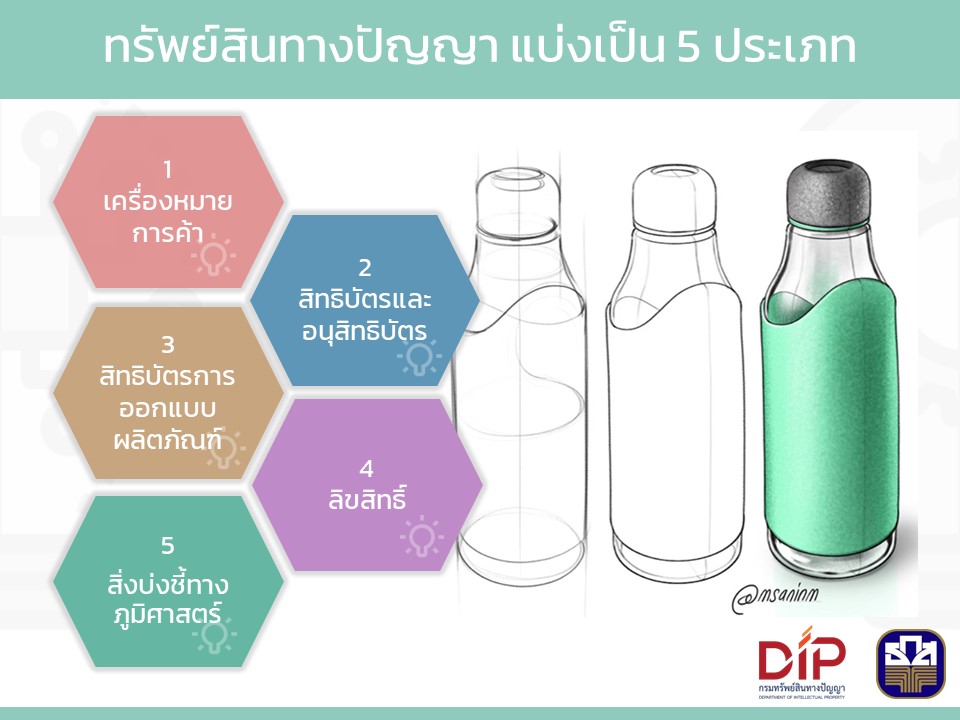 ทรัพย์สินทางปัญญา แบ่งเป็น 5 ประเภท
1
เครื่องหมาย
การค้า
2
สิทธิบัตรและ
อนุสิทธิบัตร
3
สิทธิบัตรการ
ออกแบบ
ผลิตภัณฑ์
4
ลิขสิทธิ์
5
สิ่งบ่งชี้ทาง
ภูมิศาสตร์
DIP
กรมทรัพย์สินทางปัญญา
DEPARTMENT OF INTELLECTUAL PROPERTY
ธกส